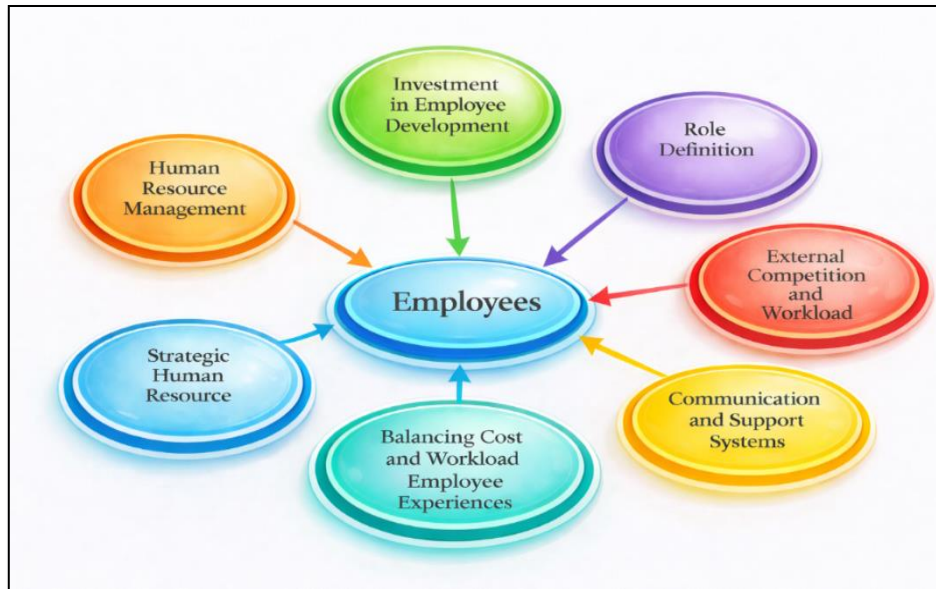 Investment
in Employee
Development
Role
Definition
Human
Resource
Management
External
Competition
and
Workload
Employees
Strategic
Human
Resource
Communication
and Support
Systems
Balancing Cost
and Workload
Employee
Experiences